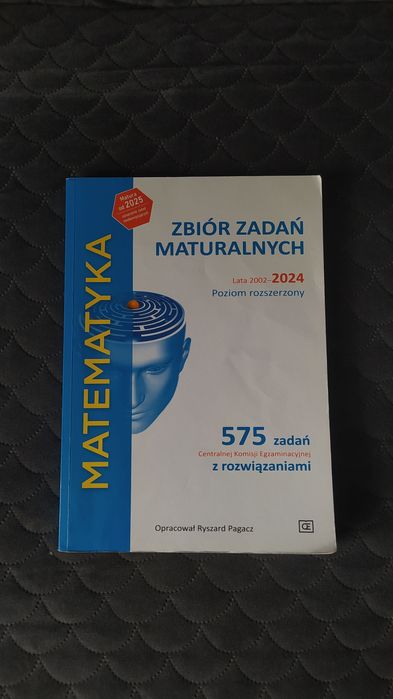 Matura
od 2025
MATEMATYKA
ZBIÓR ZADAŃ
MATURALNYCH
Lata 2002–2024
Poziom rozszerzony
575 zadań
Centralnej Komisji Egzaminacyjnej
z rozwiązaniami
Opracował Ryszard Pagacz